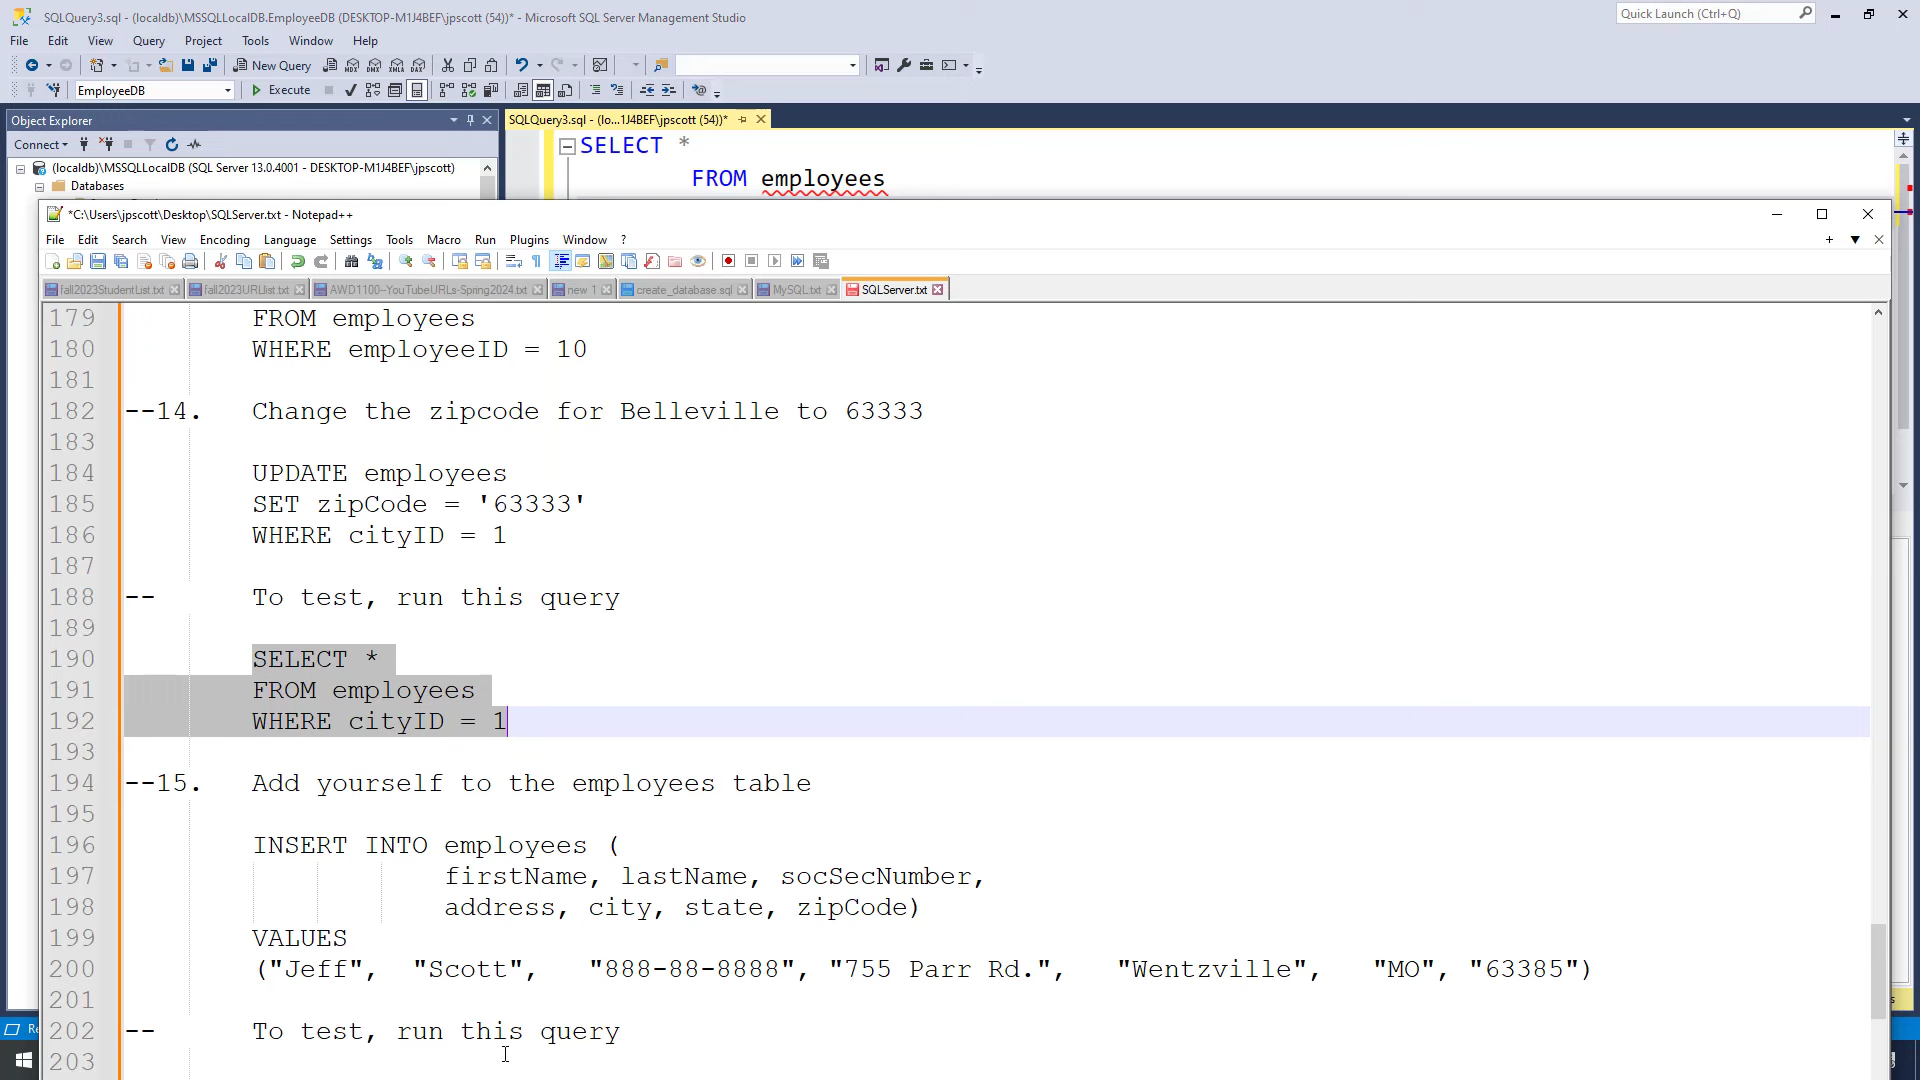 SQLQuery3.sql - (localdb)\MSSQLLocalDB.EmployeeDB (DESKTOP-M1J4BEF\jpscott (54))* - Microsoft SQL Server Management Studio
Quick Launch (Ctrl+Q)
File Edit View Query Project Tools Window Help
New Query
EmployeeDB
Execute
Object Explorer
SQLQuery3.sql - (lo...1J4BEF\jpscott (54))*
Connect
SELECT *
(localdb)\MSSQLLocalDB (SQL Server 13.0.4001 - DESKTOP-M1J4BEF\jpscott)
Databases
FROM employees
*C:\Users\jpscott\Desktop\SQLServer.txt - Notepad++
File Edit Search View Encoding Language Settings Tools Macro Run Plugins Window ?
fall2023StudentList.txt fall2023URLlist.txt AWD1100--YouTubeURLs-Spring2024.txt new 1 create_database.sql MySQL.txt SQLServer.txt
179 FROM employees
180 WHERE employeeID = 10
181
182 --14. Change the zipcode for Belleville to 63333
183
184 UPDATE employees
185 SET zipCode = '63333'
186 WHERE cityID = 1
187
188 -- To test, run this query
189
190 SELECT *
191 FROM employees
192 WHERE cityID = 1
193
194 --15. Add yourself to the employees table
195
196 INSERT INTO employees (
197 firstName, lastName, socSecNumber,
198 address, city, state, zipCode)
199 VALUES
200 ("Jeff", "Scott", "888-88-8888", "755 Parr Rd.", "Wentzville", "MO", "63385")
201
202 -- To test, run this query
203